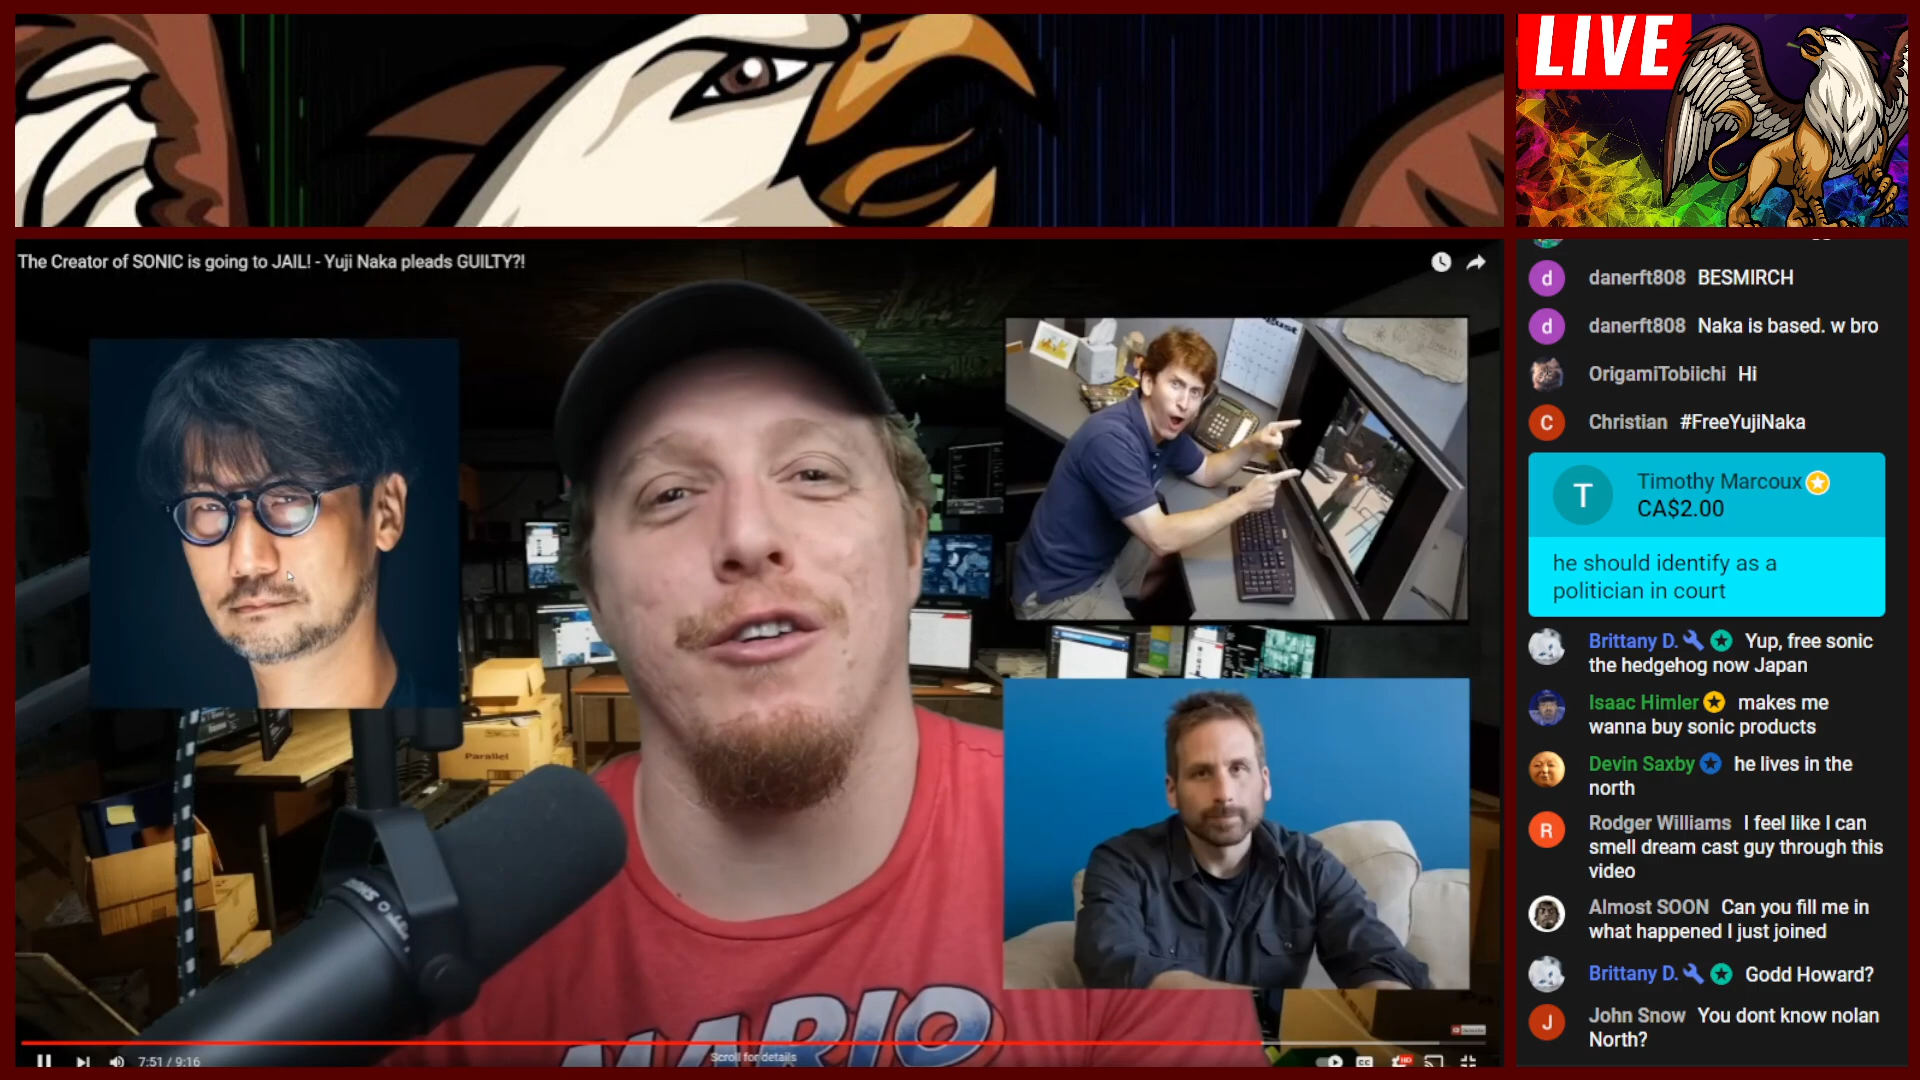 LIVE
The Creator of SONIC is going to JAIL! - Yuji Naka pleads GUILTY?!
Parallel
MARIO
7:51 / 9:16
Scroll for details
CC
HD
danerft808 BESMIRCH
danerft808 Naka is based. w bro
OrigamiTobiichi Hi
C
Christian #FreeYujiNaka
T
Timothy Marcoux
CA$2.00
he should identify as a
politician in court
Brittany D. Yup, free sonic
the hedgehog now Japan
Isaac Himler makes me
wanna buy sonic products
Devin Saxby he lives in the
north
R
Rodger Williams I feel like I can
smell dream cast guy through this
video
Almost SOON Can you fill me in
what happened I just joined
Brittany D. Godd Howard?
J
John Snow You dont know nolan
North?